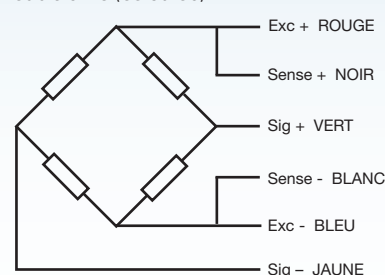 Exc + ROUGE
Sense + NOIR
Sig + VERT
Sense - BLANC
Exc - BLEU
Sig – JAUNE